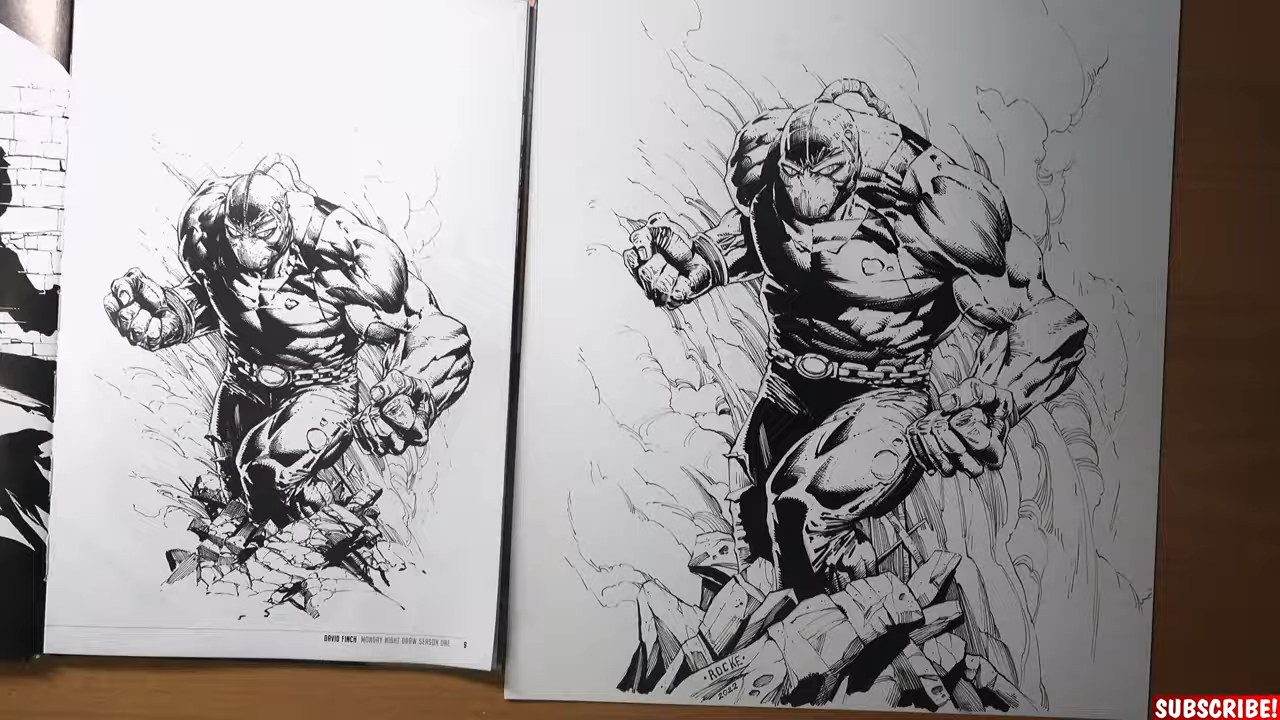 DAVID FINCH MONDAY NIGHT DRAW SEASON ONE 9
·ROCKE·
2022
SUBSCRIBE!